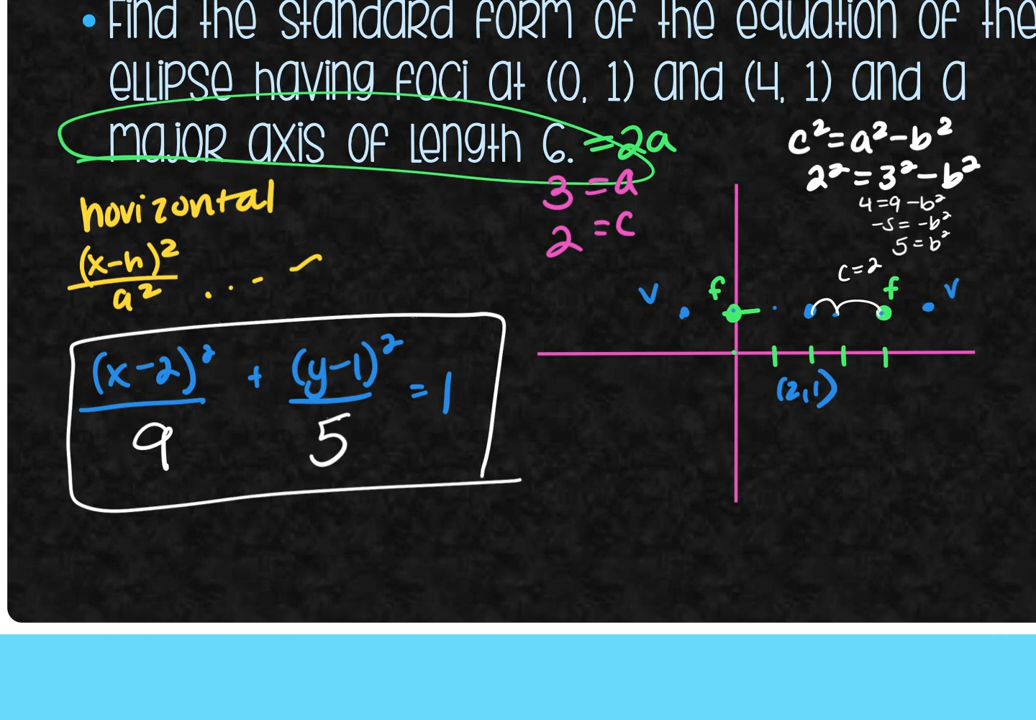 • Find the standard form of the equation of the
ellipse having foci at (0, 1) and (4, 1) and a
major axis of length 6. = 2a
3 = a
2 = c
c² = a² - b²
2² = 3² - b²
4 = 9 - b²
-5 = -b²
5 = b²
horizontal
(x-h)²
a² ...
c = 2
v f f v
(2,1)
(x-2)² + (y-1)² = 1
9 5